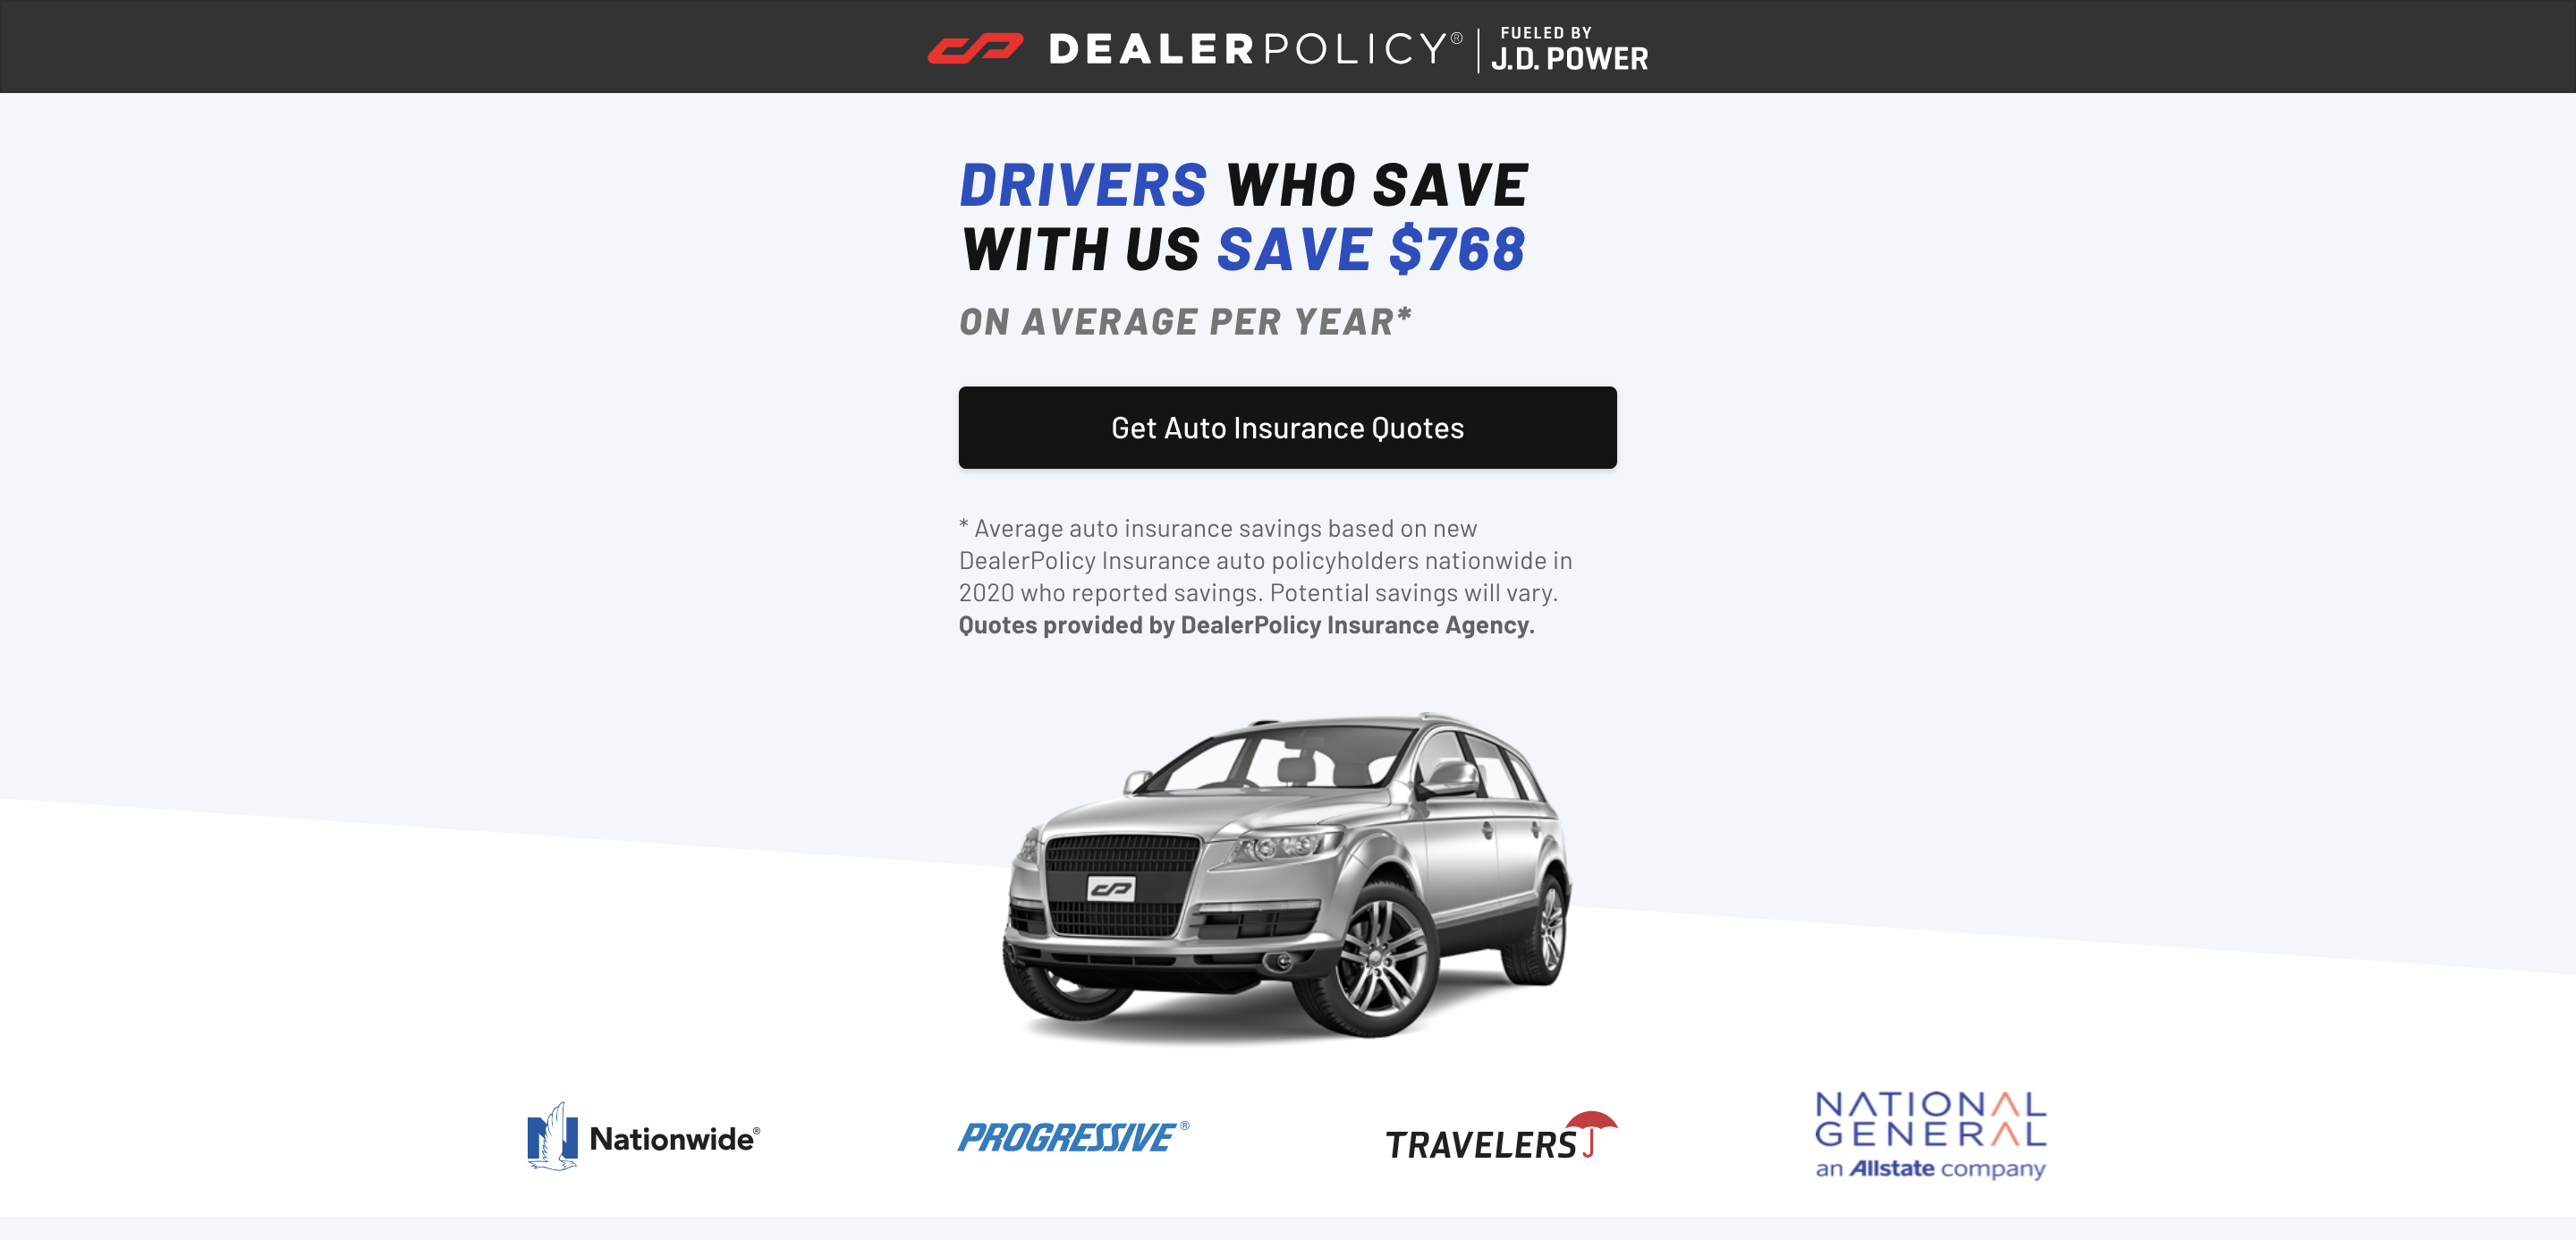 DEALERPOLICY® FUELED BY
J.D. POWER
DRIVERS WHO SAVE
WITH US SAVE $768
ON AVERAGE PER YEAR*
Get Auto Insurance Quotes
* Average auto insurance savings based on new
DealerPolicy Insurance auto policyholders nationwide in
2020 who reported savings. Potential savings will vary.
Quotes provided by DealerPolicy Insurance Agency.
Nationwide®
PROGRESSIVE®
TRAVELERS
NATIONAL
GENERAL
an Allstate company